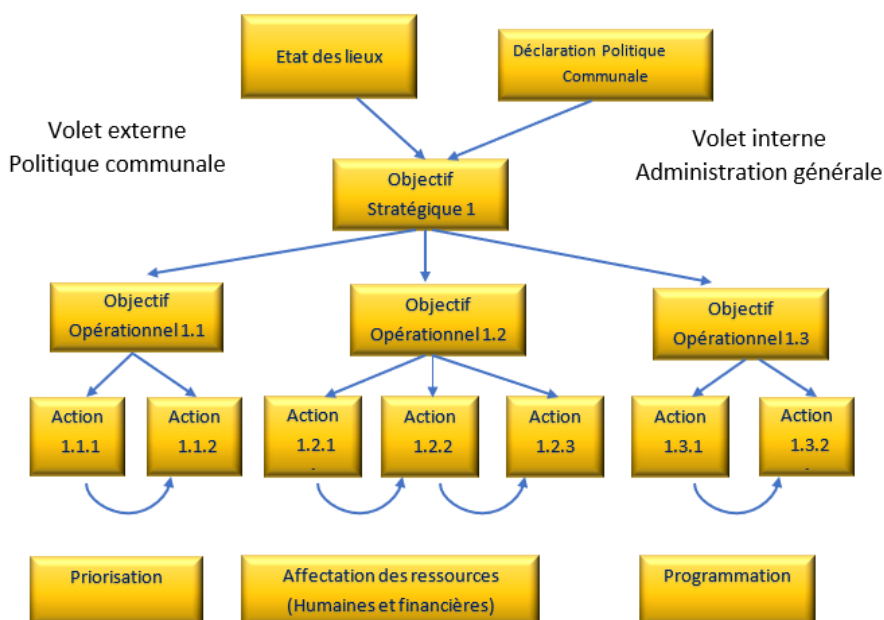 Etat des lieux
Déclaration Politique
Communale
Volet externe
Politique communale
Volet interne
Administration générale
Objectif
Stratégique 1
Objectif
Opérationnel 1.1
Objectif
Opérationnel 1.2
Objectif
Opérationnel 1.3
Action
1.1.1
Action
1.1.2
Action
1.2.1
Action
1.2.2
Action
1.2.3
Action
1.3.1
Action
1.3.2
Priorisation
Affectation des ressources
(Humaines et financières)
Programmation